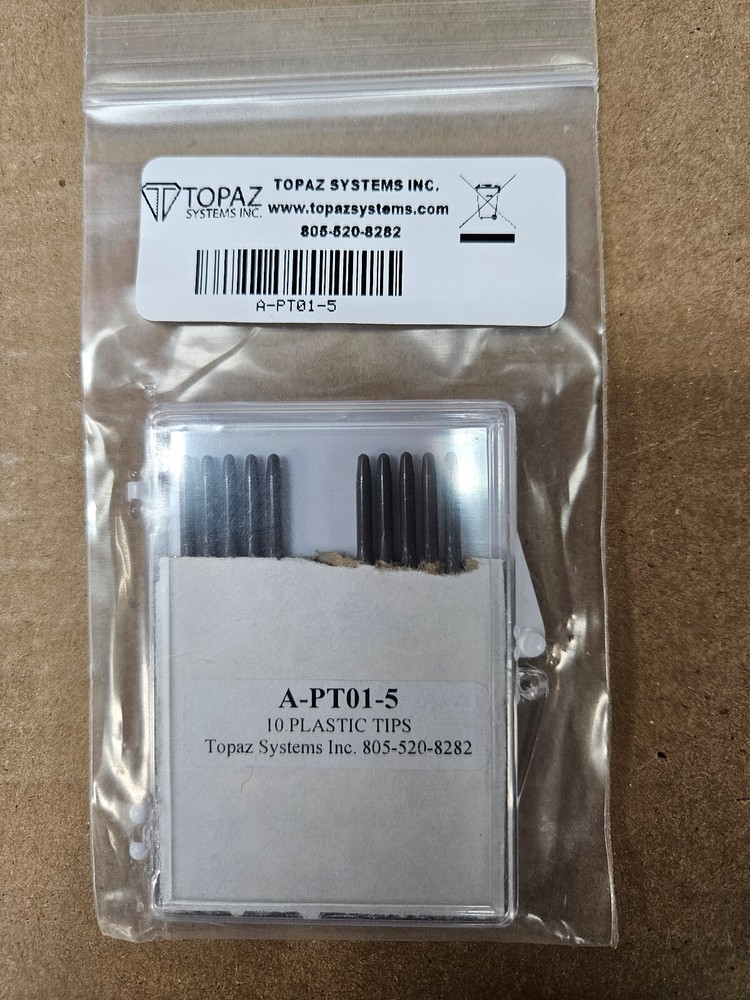 TOPAZ
SYSTEMS INC.
TOPAZ SYSTEMS INC.
www.topazsystems.com
805-520-8282
A-PT01-5
A-PT01-5
10 PLASTIC TIPS
Topaz Systems Inc. 805-520-8282